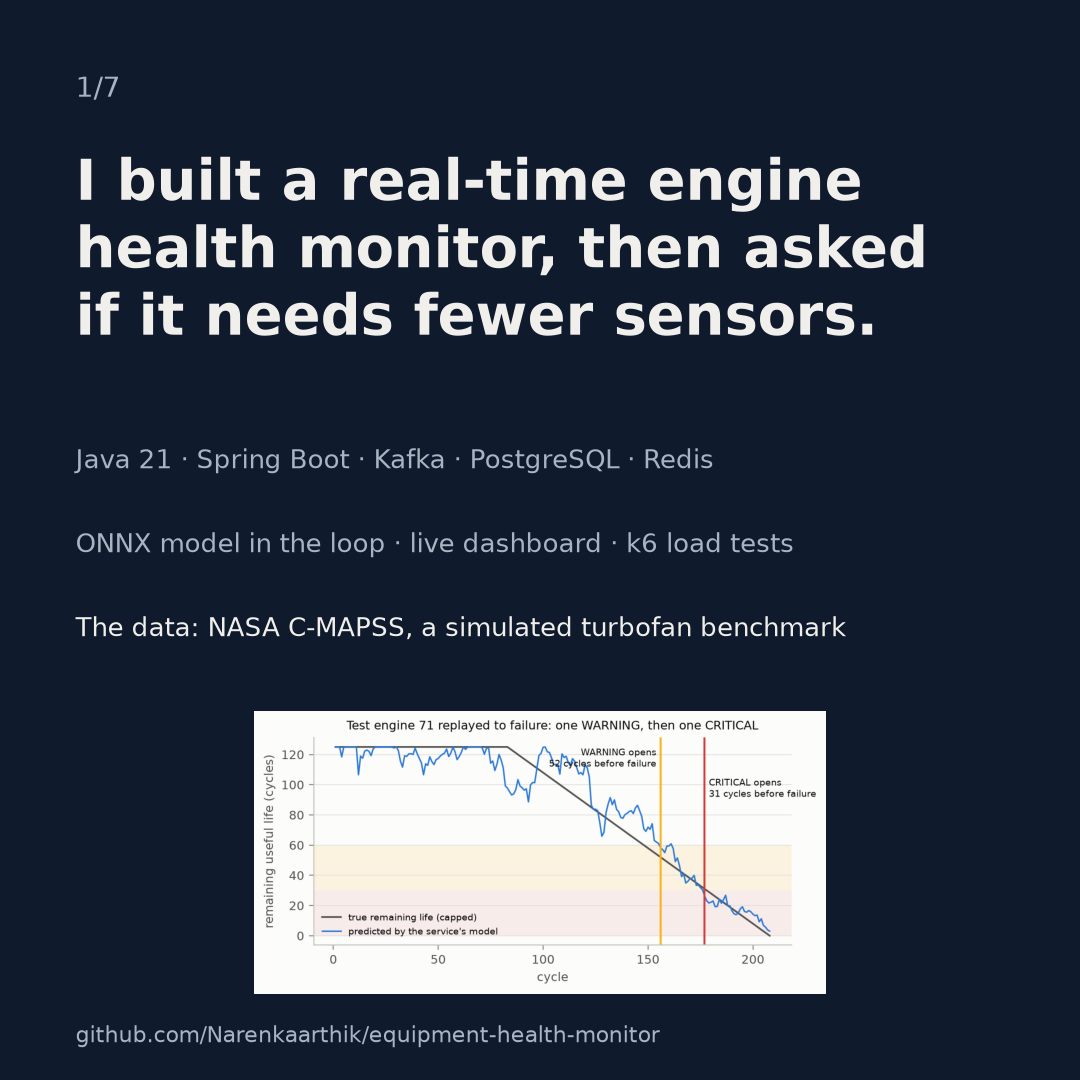 1/7
I built a real-time engine
health monitor, then asked
if it needs fewer sensors.
Java 21 · Spring Boot · Kafka · PostgreSQL · Redis
ONNX model in the loop · live dashboard · k6 load tests
The data: NASA C-MAPSS, a simulated turbofan benchmark
Test engine 71 replayed to failure: one WARNING, then one CRITICAL
remaining useful life (cycles)
120
100
80
60
40
20
0
WARNING opens
52 cycles before failure
CRITICAL opens
31 cycles before failure
true remaining life (capped)
predicted by the service's model
0 50 100 150 200
cycle
github.com/Narenkaarthik/equipment-health-monitor